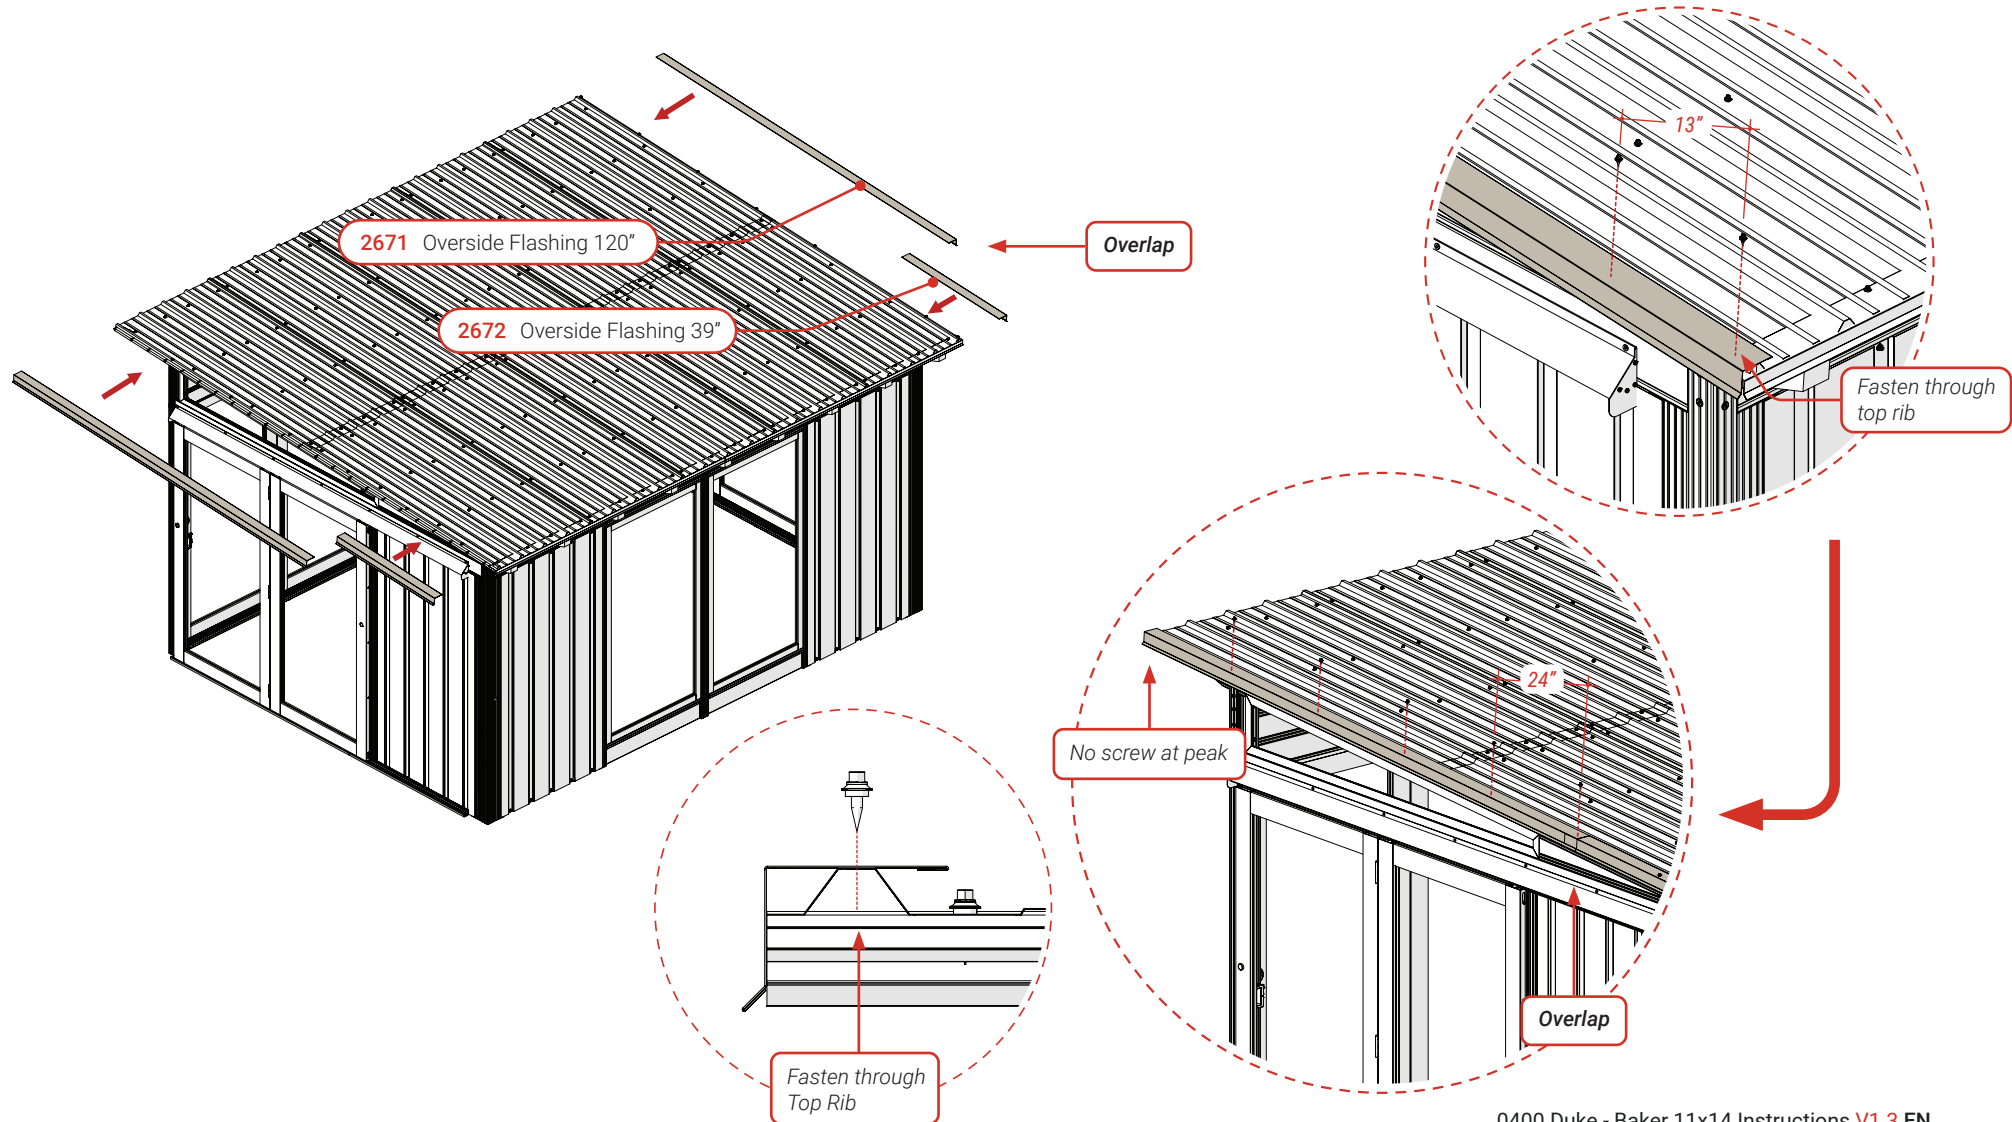 2671 Overside Flashing 120”
Overlap
2672 Overside Flashing 39”
13”
Fasten through
top rib
24”
No screw at peak
Overlap
Fasten through
Top Rib
0400 Duke - Baker 11x14 Instructions V1.3 EN